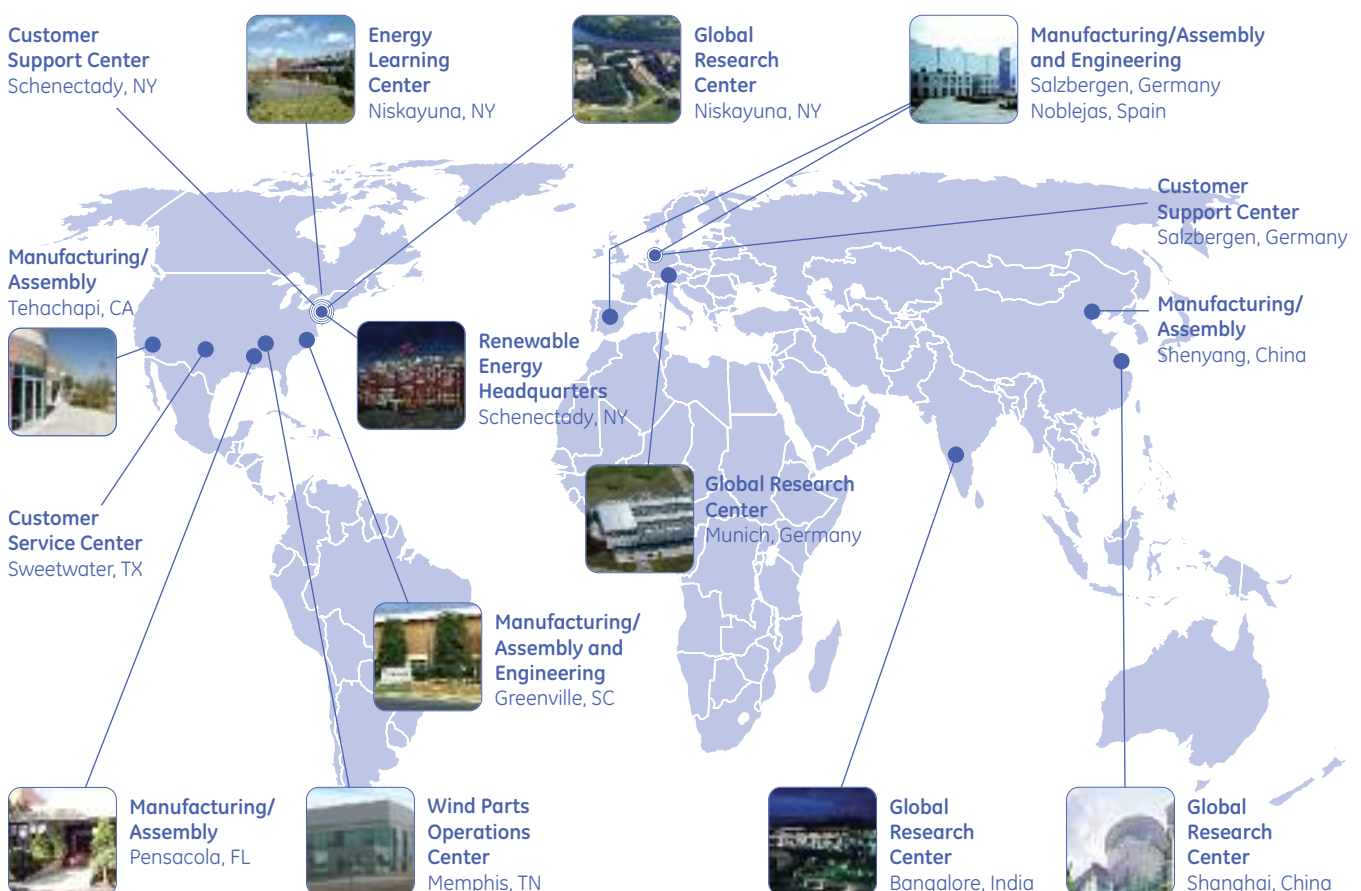 Customer
Support Center
Schenectady, NY
Energy
Learning
Center
Niskayuna, NY
Global
Research
Center
Niskayuna, NY
Manufacturing/Assembly
and Engineering
Salzbergen, Germany
Noblejas, Spain
Customer
Support Center
Salzbergen, Germany
Manufacturing/
Assembly
Tehachapi, CA
Manufacturing/
Assembly
Shenyang, China
Renewable
Energy
Headquarters
Schenectady, NY
Global Research
Center
Munich, Germany
Customer
Service Center
Sweetwater, TX
Manufacturing/
Assembly and
Engineering
Greenville, SC
Manufacturing/
Assembly
Pensacola, FL
Wind Parts
Operations
Center
Memphis, TN
Global
Research
Center
Bangalore, India
Global
Research
Center
Shanghai, China